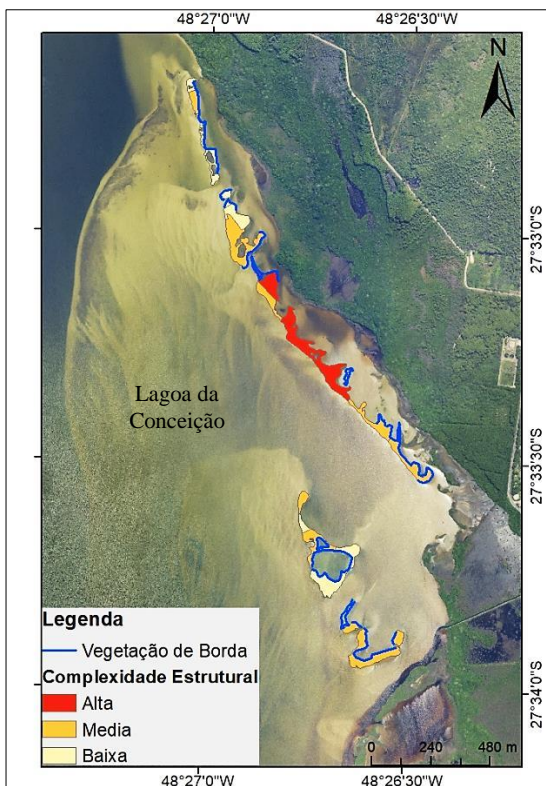 48°27'0"W
48°26'30"W
N
27°33'0"S
Lagoa da
Conceição
27°33'30"S
Legenda
Vegetação de Borda
Complexidade Estrutural
Alta
Media
Baixa
27°34'0"S
0 240 480 m
48°27'0"W
48°26'30"W